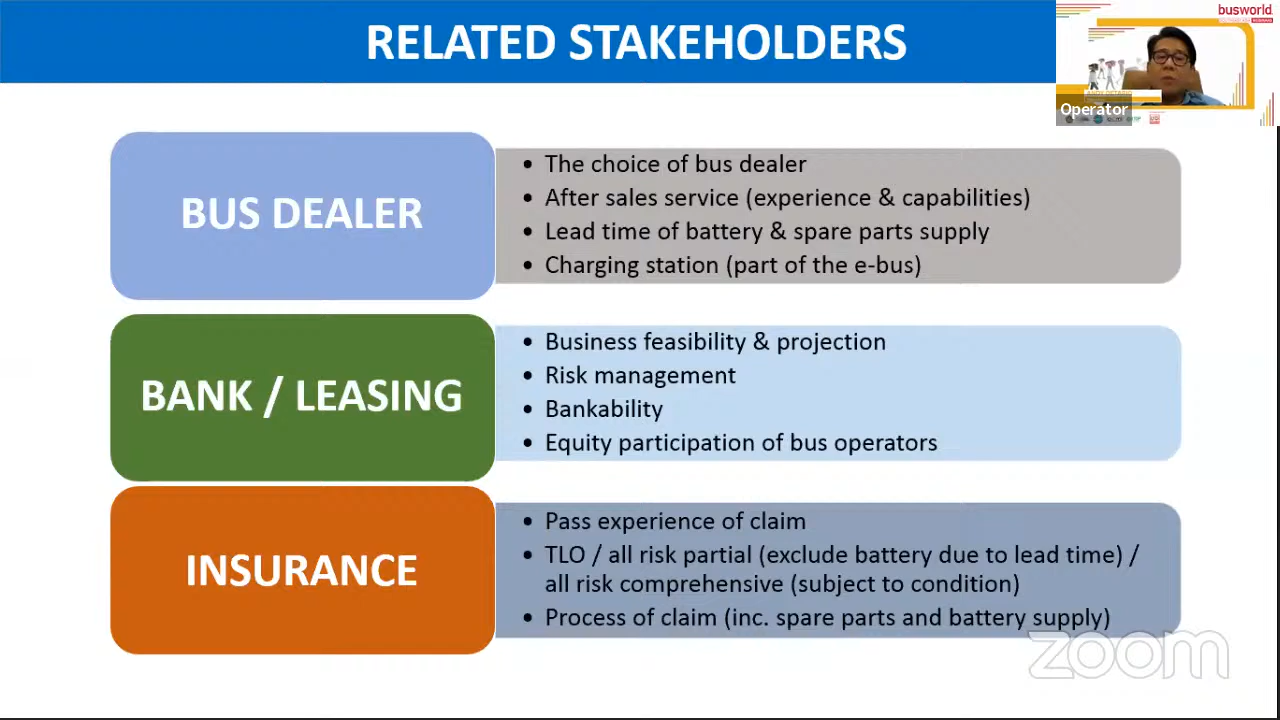 RELATED STAKEHOLDERS
busworld
Operator
BUS DEALER
• The choice of bus dealer
• After sales service (experience & capabilities)
• Lead time of battery & spare parts supply
• Charging station (part of the e-bus)
BANK / LEASING
• Business feasibility & projection
• Risk management
• Bankability
• Equity participation of bus operators
INSURANCE
• Pass experience of claim
• TLO / all risk partial (exclude battery due to lead time) /
all risk comprehensive (subject to condition)
• Process of claim (inc. spare parts and battery supply)
zoom